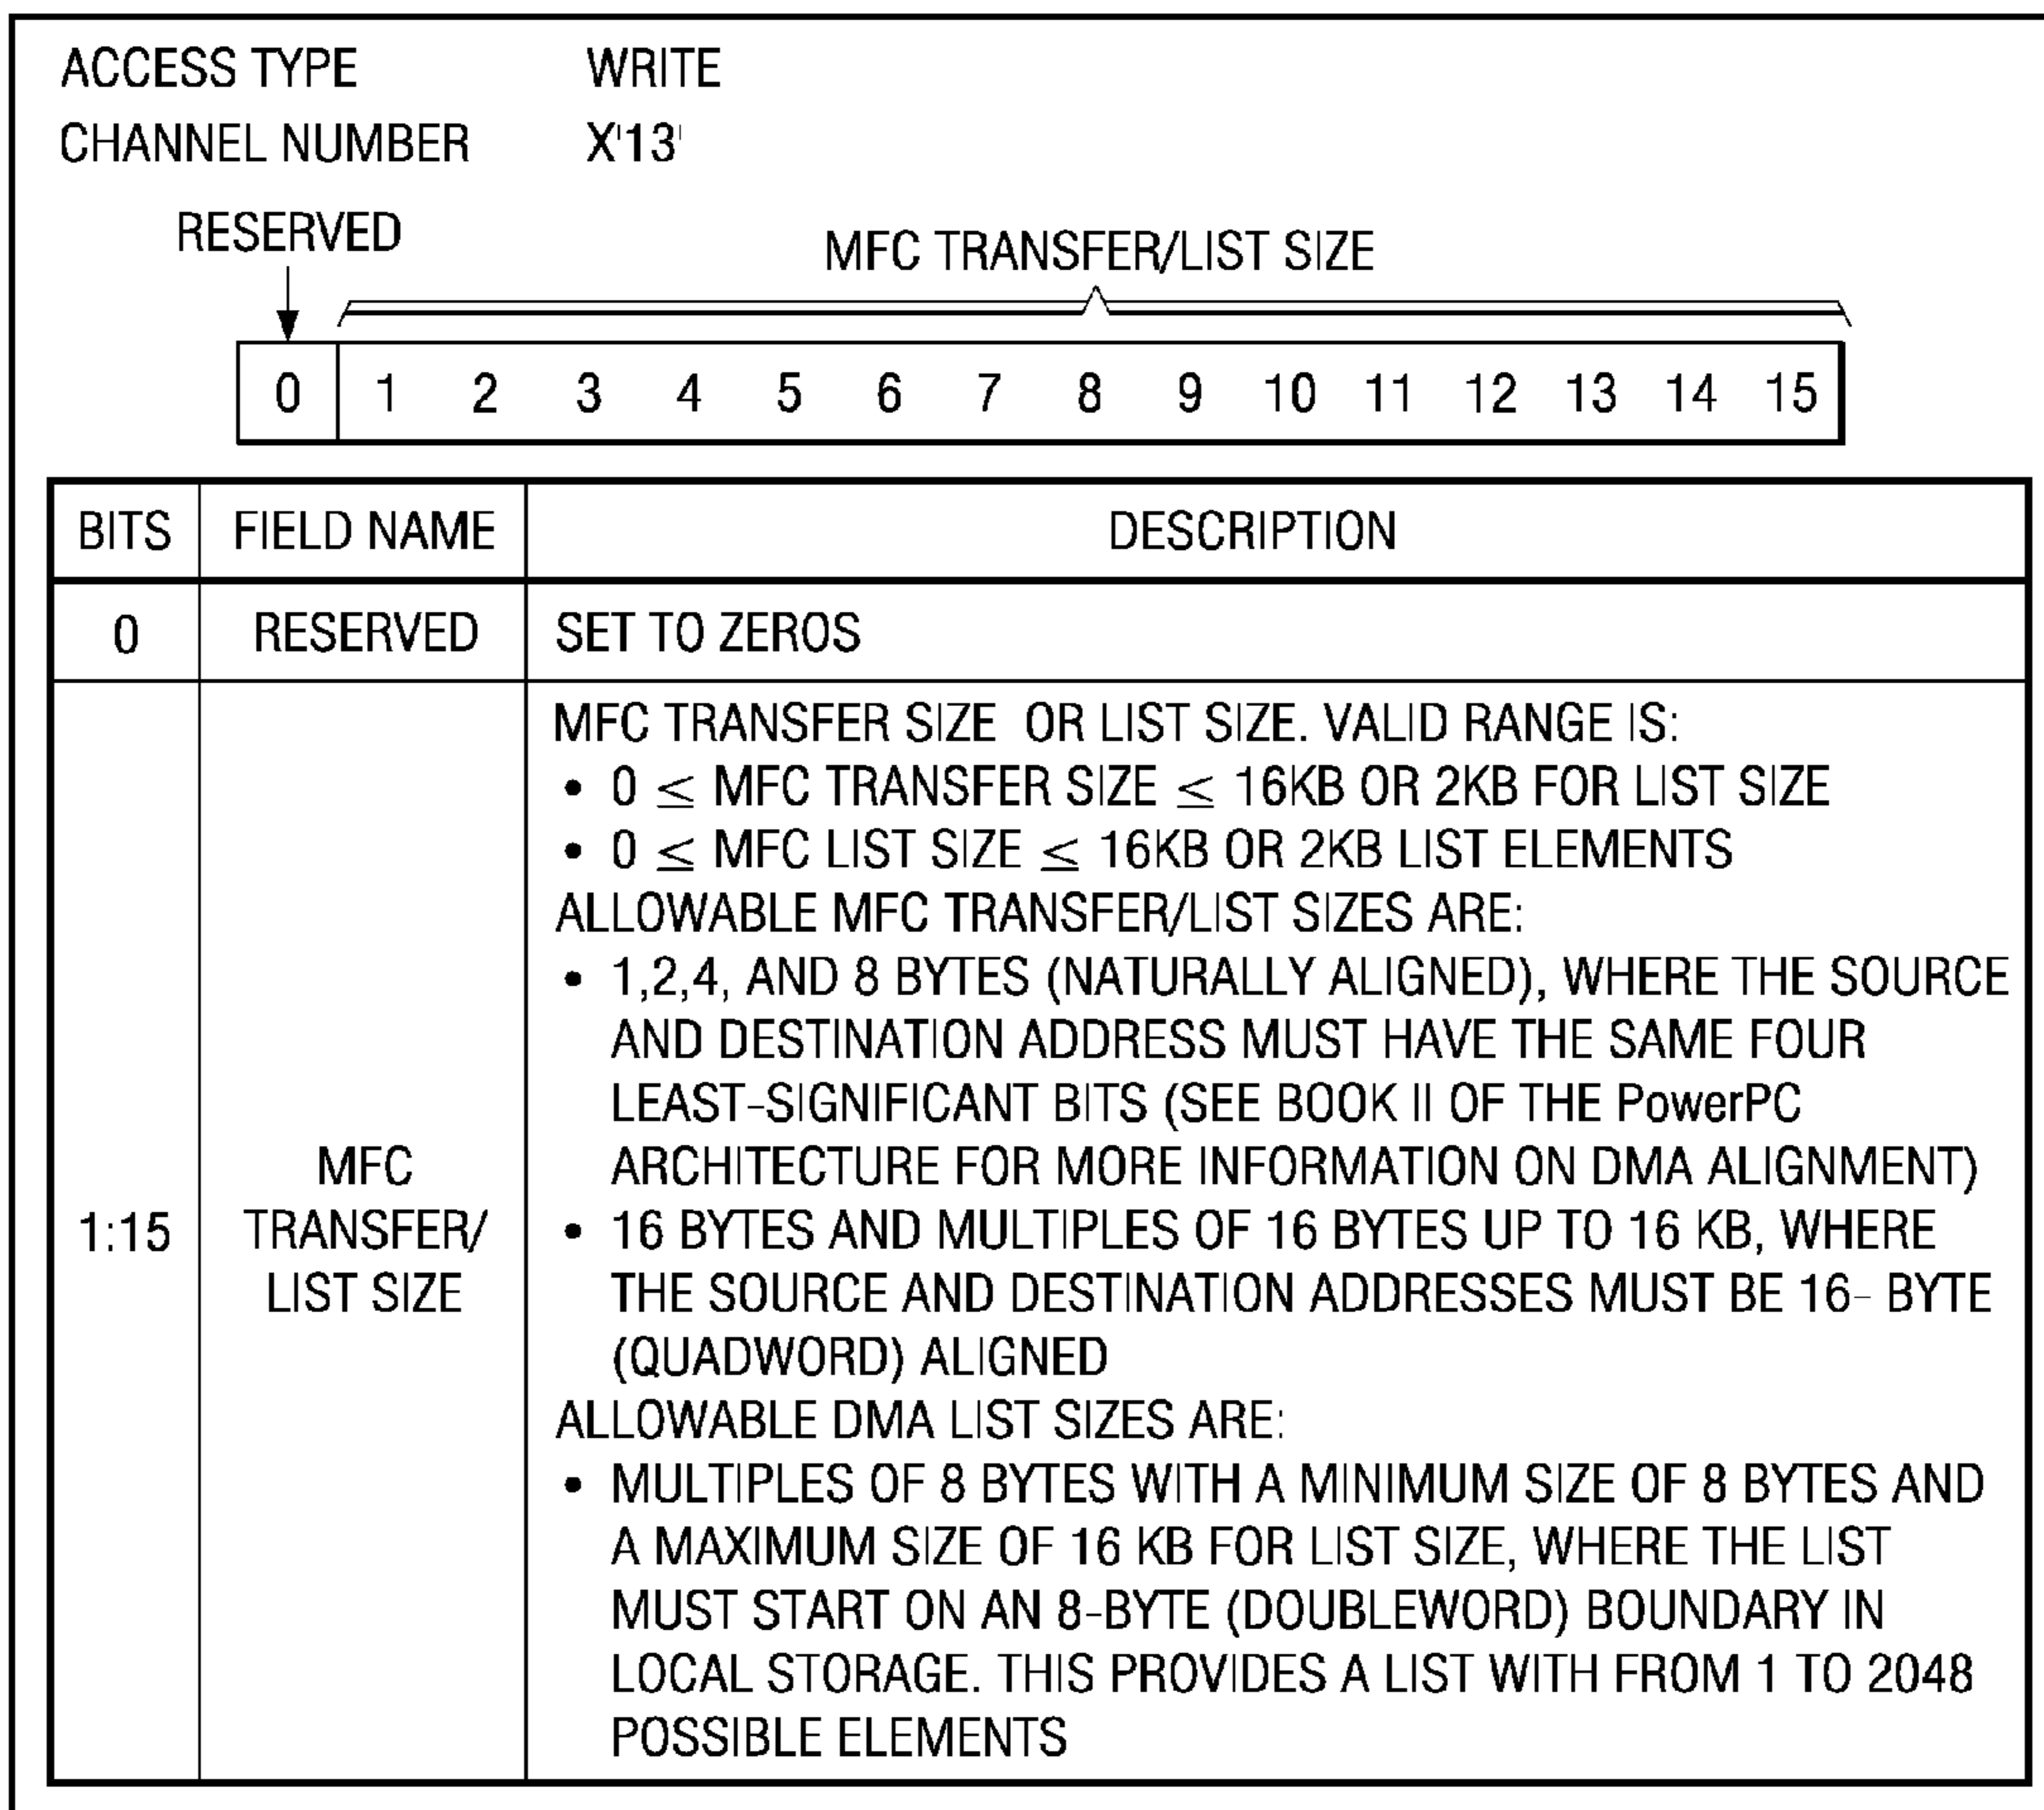 ACCESS TYPE WRITE
CHANNEL NUMBER X'13'
RESERVED
MFC TRANSFER/LIST SIZE
0 1 2 3 4 5 6 7 8 9 10 11 12 13 14 15
BITS FIELD NAME DESCRIPTION
0 RESERVED SET TO ZEROS
1:15
MFC
TRANSFER/
LIST SIZE
MFC TRANSFER SIZE OR LIST SIZE. VALID RANGE IS:
• 0 ≤ MFC TRANSFER SIZE ≤ 16KB OR 2KB FOR LIST SIZE
• 0 ≤ MFC LIST SIZE ≤ 16KB OR 2KB LIST ELEMENTS
ALLOWABLE MFC TRANSFER/LIST SIZES ARE:
• 1,2,4, AND 8 BYTES (NATURALLY ALIGNED), WHERE THE SOURCE
AND DESTINATION ADDRESS MUST HAVE THE SAME FOUR
LEAST-SIGNIFICANT BITS (SEE BOOK II OF THE PowerPC
ARCHITECTURE FOR MORE INFORMATION ON DMA ALIGNMENT)
• 16 BYTES AND MULTIPLES OF 16 BYTES UP TO 16 KB, WHERE
THE SOURCE AND DESTINATION ADDRESSES MUST BE 16- BYTE
(QUADWORD) ALIGNED
ALLOWABLE DMA LIST SIZES ARE:
• MULTIPLES OF 8 BYTES WITH A MINIMUM SIZE OF 8 BYTES AND
A MAXIMUM SIZE OF 16 KB FOR LIST SIZE, WHERE THE LIST
MUST START ON AN 8-BYTE (DOUBLEWORD) BOUNDARY IN
LOCAL STORAGE. THIS PROVIDES A LIST WITH FROM 1 TO 2048
POSSIBLE ELEMENTS